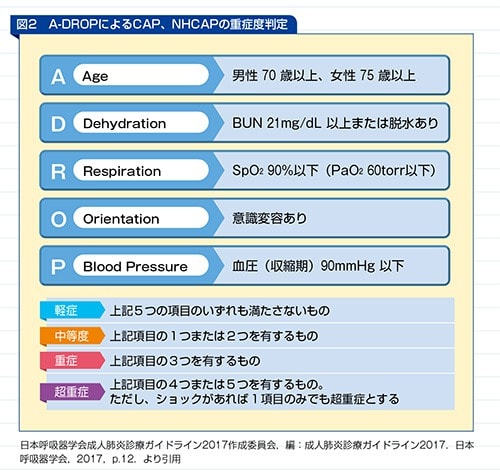 図2 A-DROPによるCAP、NHCAPの重症度判定
A Age 男性 70 歳以上、女性 75 歳以上
D Dehydration BUN 21mg/dL 以上または脱水あり
R Respiration SpO2 90%以下（PaO2 60torr以下）
O Orientation 意識変容あり
P Blood Pressure 血圧（収縮期）90mmHg 以下
軽症 上記5つの項目のいずれも満たさないもの
中等度 上記項目の1つまたは2つを有するもの
重症 上記項目の3つを有するもの
超重症 上記項目の4つまたは5つを有するもの。
ただし、ショックがあれば1項目のみでも超重症とする
日本呼吸器学会成人肺炎診療ガイドライン2017作成委員会，編：成人肺炎診療ガイドライン2017．日本
呼吸器学会，2017，p.12．より引用